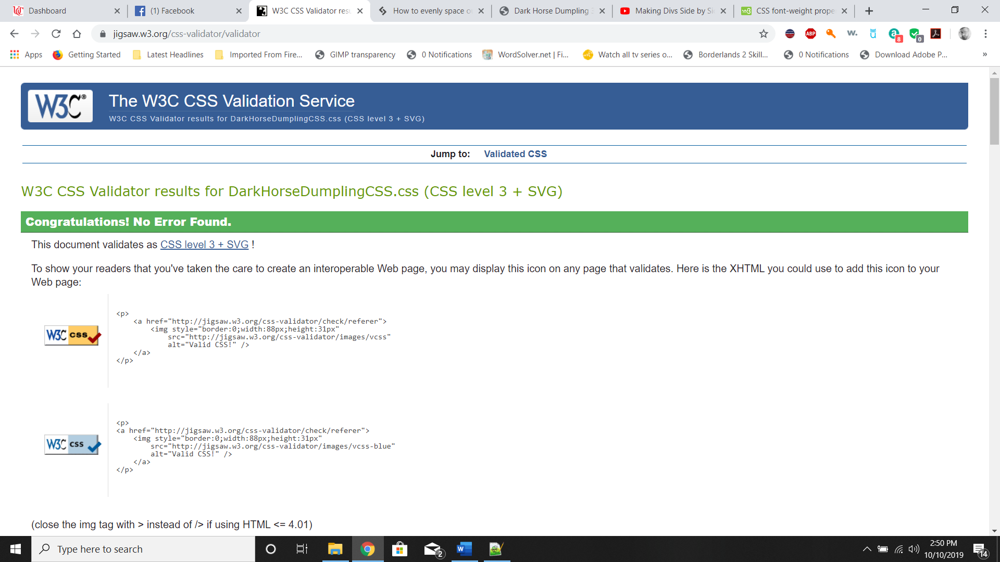 Dashboard
(1) Facebook
W3C CSS Validator resu
How to evenly space o
Dark Horse Dumpling
Making Divs Side by Si
CSS font-weight prope
jigsaw.w3.org/css-validator/validator
ABP
w.
8
0
Apps
Getting Started
Latest Headlines
Imported From Fire...
GIMP transparency
0 Notifications
WordSolver.net | Fi...
Watch all tv series o...
Borderlands 2 Skill...
0 Notifications
Download Adobe P...
»
W3C®
The W3C CSS Validation Service
W3C CSS Validator results for DarkHorseDumplingCSS.css (CSS level 3 + SVG)
Jump to: Validated CSS
W3C CSS Validator results for DarkHorseDumplingCSS.css (CSS level 3 + SVG)
Congratulations! No Error Found.
This document validates as CSS level 3 + SVG !
To show your readers that you've taken the care to create an interoperable Web page, you may display this icon on any page that validates. Here is the XHTML you could use to add this icon to your
Web page:
W3C css
<p>
<a href="http://jigsaw.w3.org/css-validator/check/referer">
<img style="border:0;width:88px;height:31px"
src="http://jigsaw.w3.org/css-validator/images/vcss"
alt="Valid CSS!" />
</a>
</p>
W3C css
<p>
<a href="http://jigsaw.w3.org/css-validator/check/referer">
<img style="border:0;width:88px;height:31px"
src="http://jigsaw.w3.org/css-validator/images/vcss-blue"
alt="Valid CSS!" />
</a>
</p>
(close the img tag with > instead of /> if using HTML <= 4.01)
Type here to search
2
W
2:50 PM
10/10/2019
14